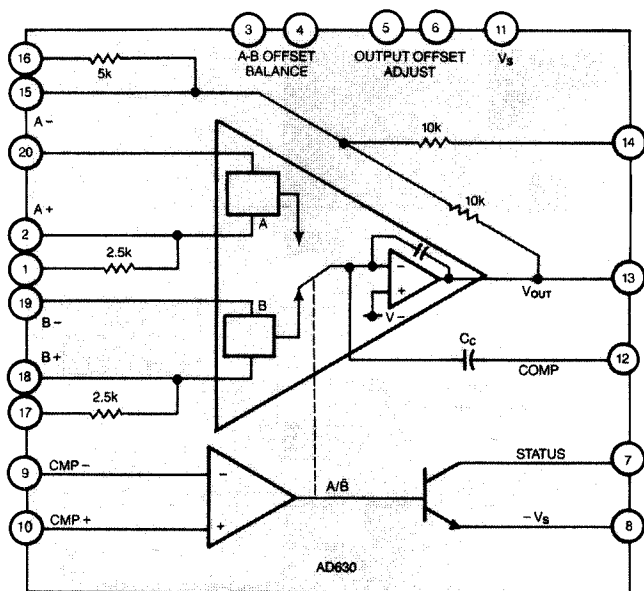 3 4 5 6 11
A-B OFFSET
BALANCE
OUTPUT OFFSET
ADJUST
Vs
16
5k
15
A−
10k
14
20
10k
A+
A
2
2.5k
1
−
+
13
VOUT
19
B−
B
V−
B+
CC
12
COMP
18
2.5k
17
STATUS
7
9
CMP−
−
A/B̄
10
CMP+
+
−Vs
8
AD630